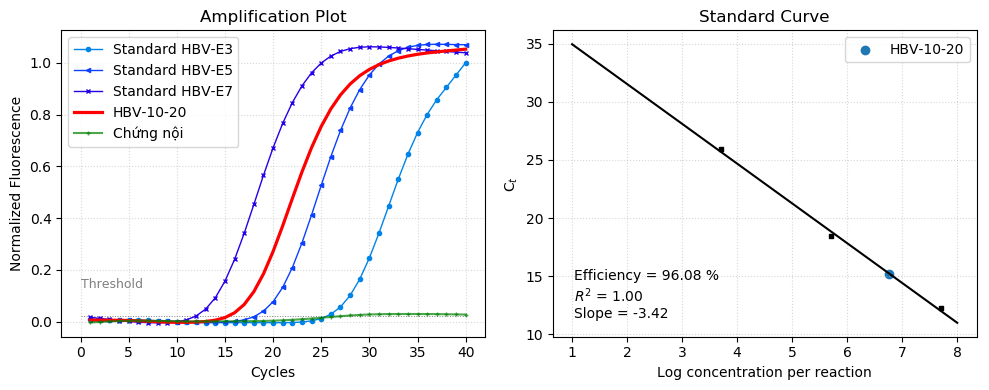 Amplification Plot
Standard HBV-E3
Standard HBV-E5
Standard HBV-E7
HBV-10-20
Chứng nội
Threshold
Normalized Fluorescence
0.0
0.2
0.4
0.6
0.8
1.0
0 5 10 15 20 25 30 35 40
Cycles
Standard Curve
HBV-10-20
Efficiency = 96.08 %
R² = 1.00
Slope = -3.42
Cₜ
35
30
25
20
15
10
1 2 3 4 5 6 7 8
Log concentration per reaction